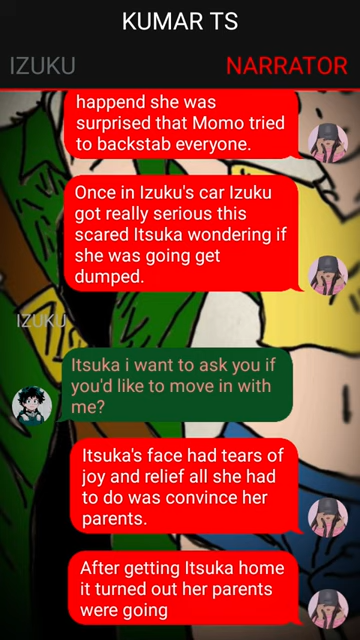 KUMAR TS
IZUKU NARRATOR
happend she was
surprised that Momo tried
to backstab everyone.
Once in Izuku's car Izuku
got really serious this
scared Itsuka wondering if
she was going get
dumped.
IZUKU
Itsuka i want to ask you if
you'd like to move in with
me?
Itsuka's face had tears of
joy and relief all she had
to do was convince her
parents.
After getting Itsuka home
it turned out her parents
were going